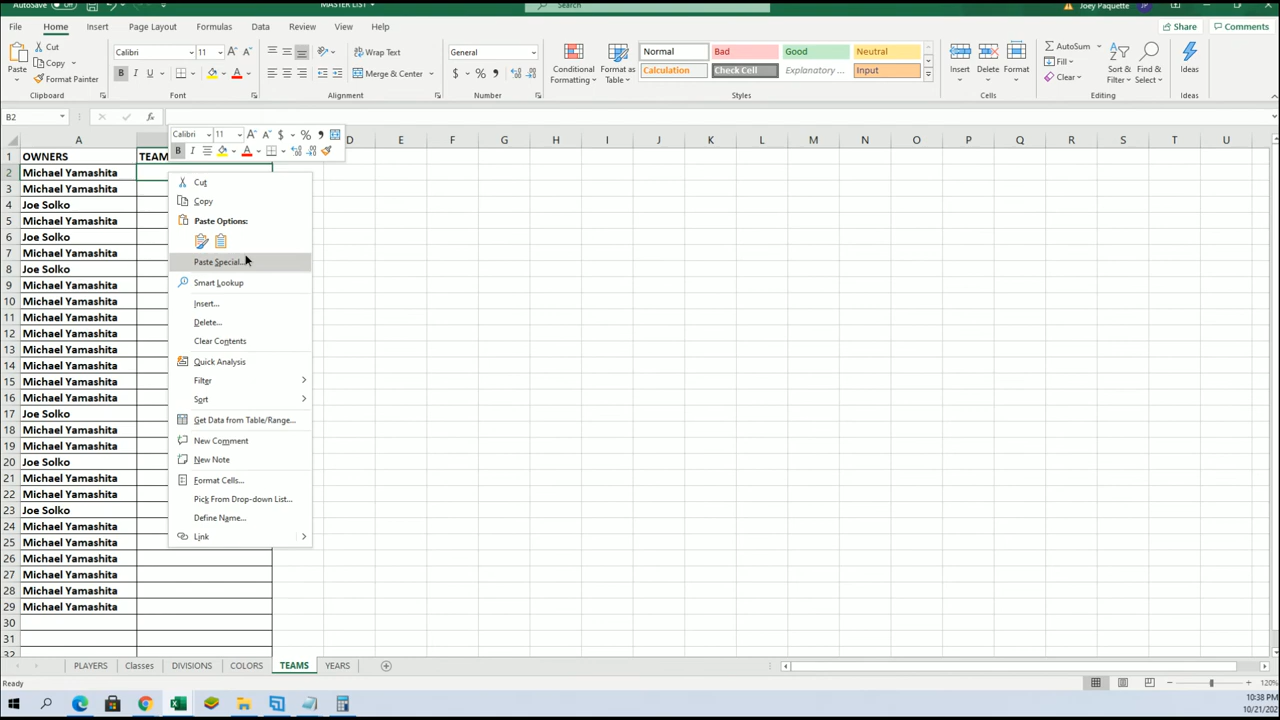 AutoSave Off MASTER LIST Search Joey Paquette JP
File Home Insert Page Layout Formulas Data Review View Help Share Comments
Cut
Copy
Format Painter
Paste
Clipboard
Calibri 11
B I U
Font
Wrap Text
Merge & Center
Alignment
General
$ % ,
Number
Conditional Formatting
Format as Table
Normal Bad Good Neutral
Calculation Check Cell Explanatory ... Input
Styles
Insert Delete Format
Cells
AutoSum
Fill
Clear
Sort & Filter
Find & Select
Editing
Ideas
Ideas
B2 fx
Calibri 11 A A $ % ,
B I A
A D E F G H I J K L M N O P Q R S T U
1 OWNERS TEAM
2 Michael Yamashita
3 Michael Yamashita
4 Joe Solko
5 Michael Yamashita
6 Joe Solko
7 Michael Yamashita
8 Joe Solko
9 Michael Yamashita
10 Michael Yamashita
11 Michael Yamashita
12 Michael Yamashita
13 Michael Yamashita
14 Michael Yamashita
15 Michael Yamashita
16 Michael Yamashita
17 Joe Solko
18 Michael Yamashita
19 Michael Yamashita
20 Joe Solko
21 Michael Yamashita
22 Michael Yamashita
23 Joe Solko
24 Michael Yamashita
25 Michael Yamashita
26 Michael Yamashita
27 Michael Yamashita
28 Michael Yamashita
29 Michael Yamashita
30
31
32
Cut
Copy
Paste Options:
Paste Special...
Smart Lookup
Insert...
Delete...
Clear Contents
Quick Analysis
Filter
Sort
Get Data from Table/Range...
New Comment
New Note
Format Cells...
Pick From Drop-down List...
Define Name...
Link
PLAYERS Classes DIVISIONS COLORS TEAMS YEARS
Ready 120%
10:38 PM
10/21/202